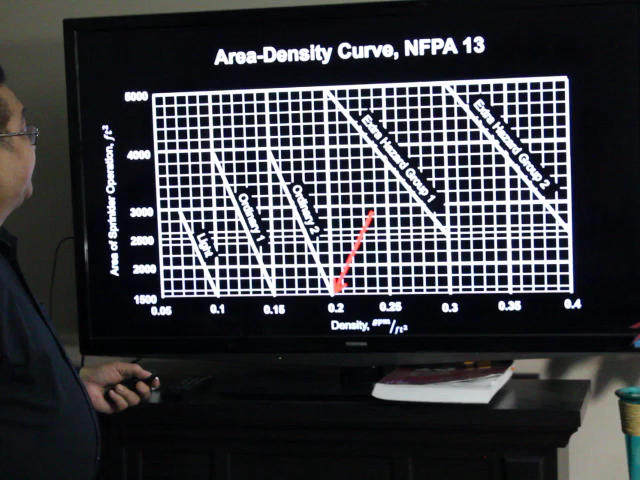 Area-Density Curve, NFPA 13
Area of Sprinkler Operation, ft²
5000
4000
3000
2500
2000
1500
Light
Ordinary 1
Ordinary 2
Extra Hazard Group 1
Extra Hazard Group 2
0.05 0.1 0.15 0.2 0.25 0.3 0.35 0.4
Density, gpm/ft²
TOSHIBA